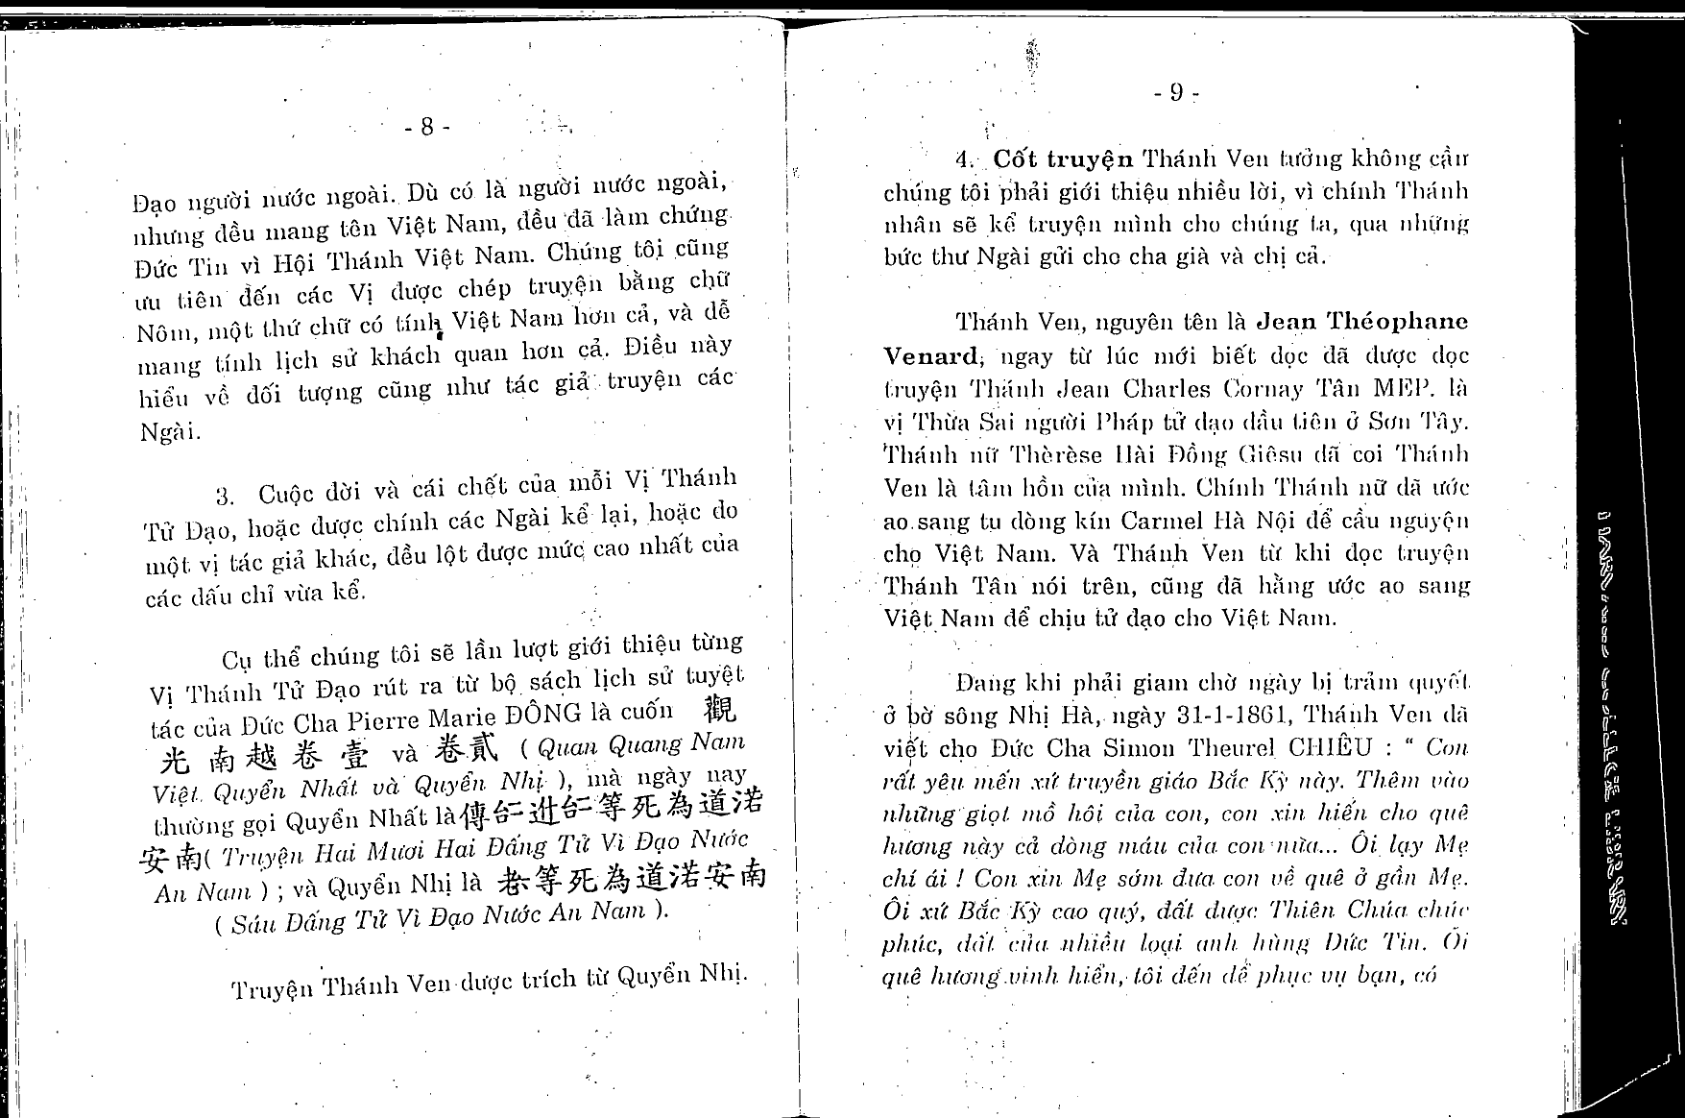 - 8 -
Đạo người nước ngoài. Dù có là người nước ngoài,
nhưng đều mang tên Việt Nam, đều đã làm chứng
Đức Tin vì Hội Thánh Việt Nam. Chúng tôi cũng
ưu tiên đến các Vị được chép truyện bằng chữ
Nôm, một thứ chữ có tính Việt Nam hơn cả, và dễ
mang tính lịch sử khách quan hơn cả. Điều này
hiểu về đối tượng cũng như tác giả truyện các
Ngài.
3. Cuộc đời và cái chết của mỗi Vị Thánh
Tử Đạo, hoặc được chính các Ngài kể lại, hoặc do
một vị tác giả khác, đều lột được mức cao nhất của
các dấu chỉ vừa kể.
Cụ thể chúng tôi sẽ lần lượt giới thiệu từng
Vị Thánh Tử Đạo rút ra từ bộ sách lịch sử tuyệt
tác của Đức Cha Pierre Marie ĐÔNG là cuốn 觀
光南越卷壹 và 卷貳 ( Quan Quang Nam
Việt Quyển Nhất và Quyển Nhị ), mà ngày nay
thường gọi Quyển Nhất là 傳 等死為道渃
安南 ( Truyện Hai Mươi Hai Đấng Tử Vì Đạo Nước
An Nam ) ; và Quyển Nhị là 等死為道渃安南
( Sáu Đấng Tử Vì Đạo Nước An Nam ).
Truyện Thánh Ven được trích từ Quyển Nhị.
- 9 -
4. Cốt truyện Thánh Ven tưởng không cần
chúng tôi phải giới thiệu nhiều lời, vì chính Thánh
nhân sẽ kể truyện mình cho chúng ta, qua những
bức thư Ngài gửi cho cha già và chị cả.
Thánh Ven, nguyên tên là Jean Théophane
Venard, ngay từ lúc mới biết đọc đã được đọc
truyện Thánh Jean Charles Cornay Tân MEP. là
vị Thừa Sai người Pháp tử đạo đầu tiên ở Sơn Tây.
Thánh nữ Thèrèse Hài Đồng Giêsu đã coi Thánh
Ven là tâm hồn của mình. Chính Thánh nữ đã ước
ao sang tu dòng kín Carmel Hà Nội để cầu nguyện
cho Việt Nam. Và Thánh Ven từ khi đọc truyện
Thánh Tân nói trên, cũng đã hằng ước ao sang
Việt Nam để chịu tử đạo cho Việt Nam.
Đang khi phải giam chờ ngày bị trảm quyết
ở bờ sông Nhị Hà, ngày 31-1-1861, Thánh Ven đã
viết cho Đức Cha Simon Theurel CHIÊU : " Con
rất yêu mến xứ truyền giáo Bắc Kỳ này. Thêm vào
những giọt mồ hôi của con, con xin hiến cho quê
hương này cả dòng máu của con nữa... Ôi lạy Mẹ
chí ái ! Con xin Mẹ sớm đưa con về quê ở gần Mẹ.
Ôi xứ Bắc Kỳ cao quý, đất được Thiên Chúa chúc
phúc, đất của nhiều loại anh hùng Đức Tin. Ôi
quê hương vinh hiển, tôi đến để phục vụ bạn, có